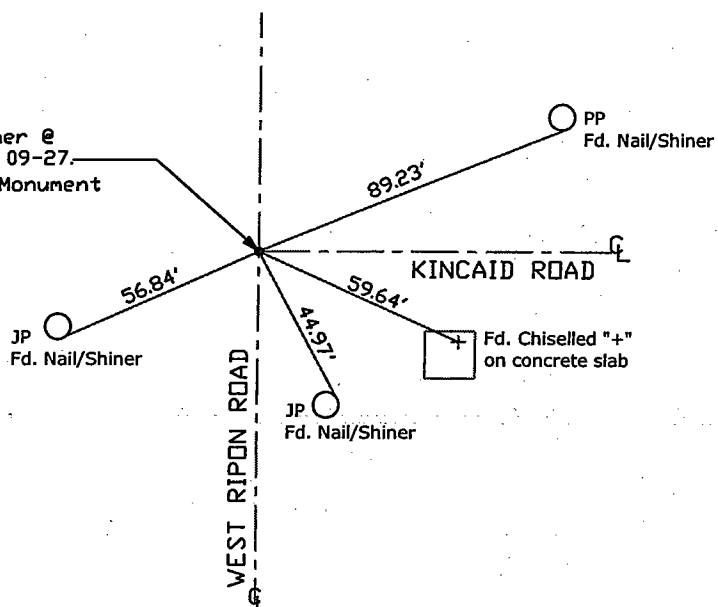 ner @
09-27.
Monument
PP
Fd. Nail/Shiner
89.23'
56.84'
59.64'
44.97'
KINCAID ROAD
℄
JP
Fd. Nail/Shiner
Fd. Chiselled "+"
on concrete slab
JP
Fd. Nail/Shiner
WEST RIPON ROAD
℄